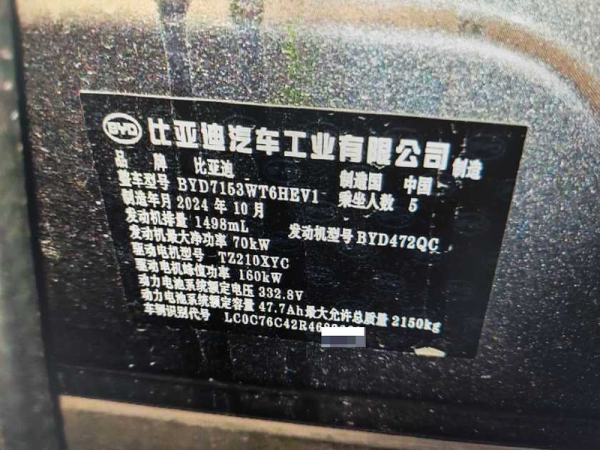 BYD 比亚迪汽车工业有限公司 制造
品 牌 比亚迪 制造国 中国
整车型号 BYD7153WT6HEV1 乘坐人数 5
制造年月 2024 年 10 月
发动机排量 1498mL 发动机型号 BYD472QC
发动机最大净功率 70kW
驱动电机型号 TZ210XYC
驱动电机峰值功率 160kW
动力电池系统额定电压 332.8V
动力电池系统额定容量 47.7Ah 最大允许总质量 2150kg
车辆识别代号 LC0C76C42R468